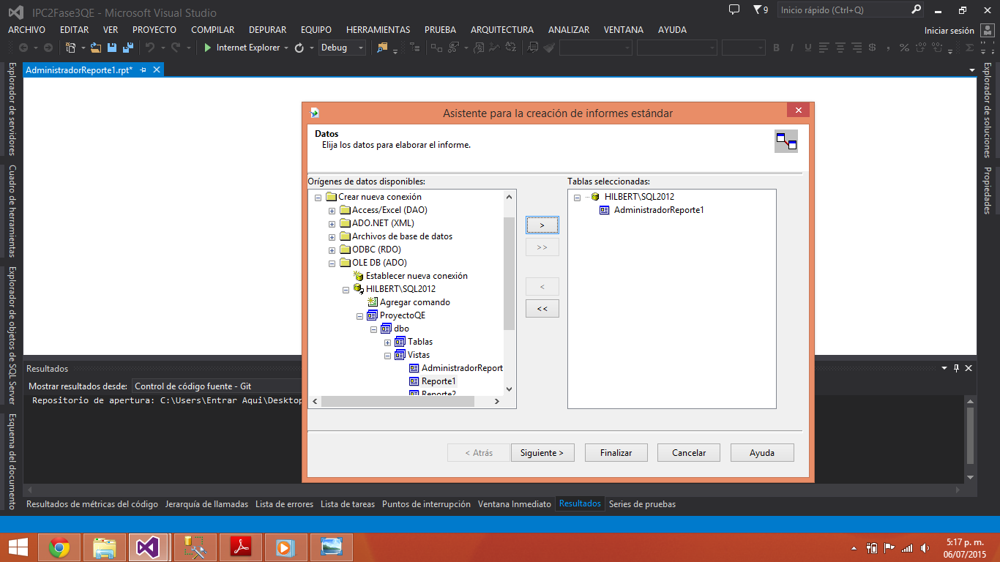 IPC2Fase3QE - Microsoft Visual Studio
9
Inicio rápido (Ctrl+Q)
ARCHIVO EDITAR VER PROYECTO COMPILAR DEPURAR EQUIPO HERRAMIENTAS PRUEBA ARQUITECTURA ANALIZAR VENTANA AYUDA
Iniciar sesión
Internet Explorer
Debug
AdministradorReporte1.rpt*
Explorador de servidores
Cuadro de herramientas
Explorador de objetos de SQL Server
Esquema del documento
Explorador de soluciones
Propiedades
Asistente para la creación de informes estándar
Datos
Elija los datos para elaborar el informe.
Orígenes de datos disponibles:
Crear nueva conexión
Access/Excel (DAO)
ADO.NET (XML)
Archivos de base de datos
ODBC (RDO)
OLE DB (ADO)
Establecer nueva conexión
HILBERT\SQL2012
Agregar comando
ProyectoQE
dbo
Tablas
Vistas
AdministradorReport
Reporte1
Reporte2
>
>>
<
<<
Tablas seleccionadas:
HILBERT\SQL2012
AdministradorReporte1
< Atrás
Siguiente >
Finalizar
Cancelar
Ayuda
Resultados
Mostrar resultados desde: Control de código fuente - Git
Repositorio de apertura: C:\Users\Entrar Aqui\Desktop
Resultados de métricas del código Jerarquía de llamadas Lista de errores Lista de tareas Puntos de interrupción Ventana Inmediato Resultados Series de pruebas
5:17 p. m.
06/07/2015